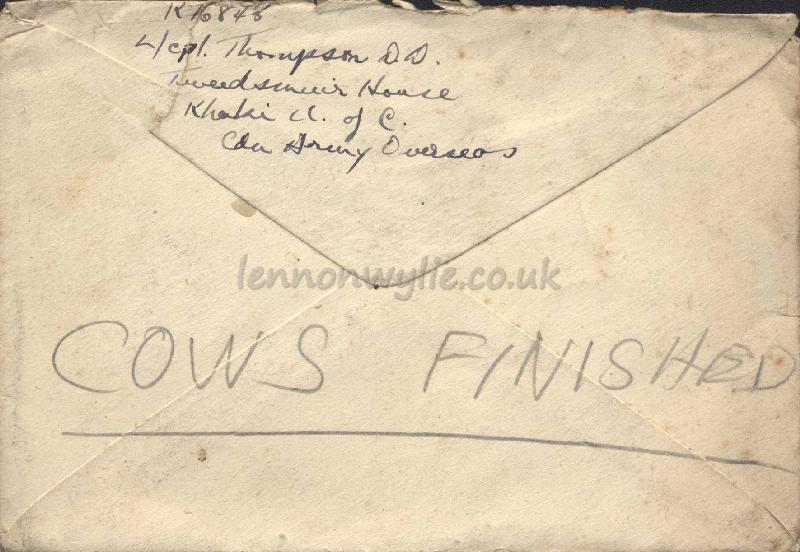 K76848
L/cpl. Thompson D.D.
Tweedsmuir House
Khaki U. of C.
Cdn Army Overseas
lennonwylie.co.uk
COWS FINISHED